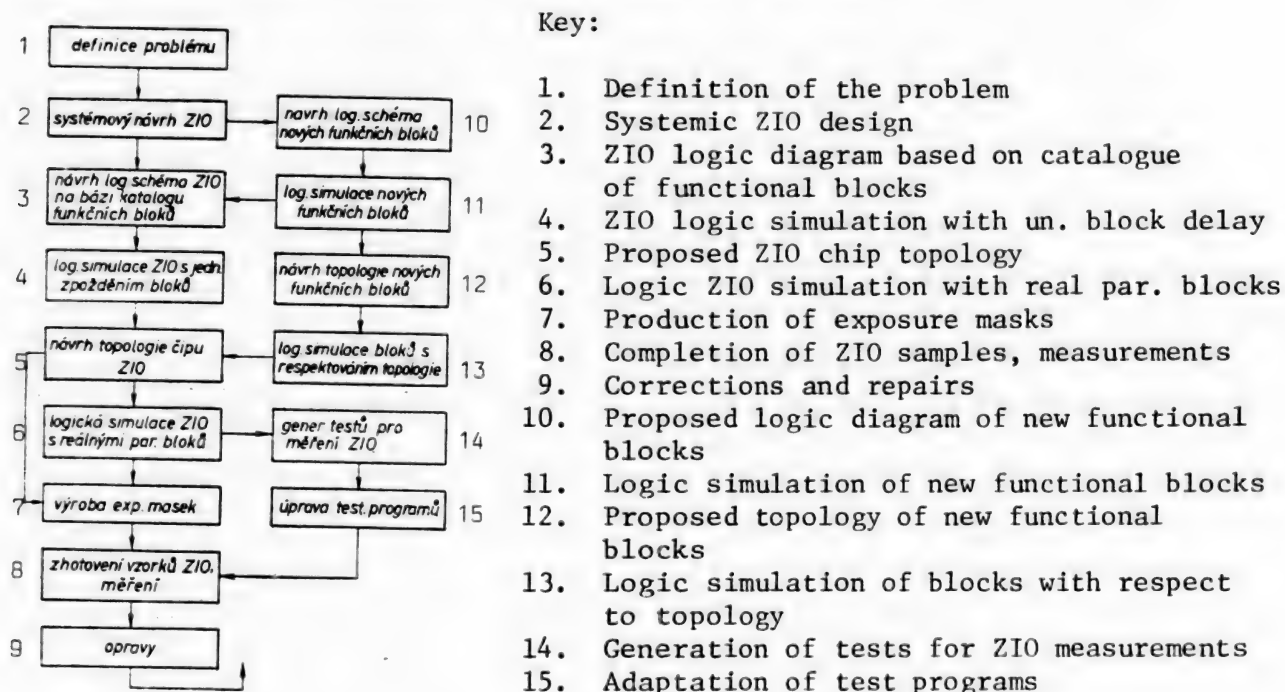 1
definice problému
2
systémový návrh ZIO
návrh log. schéma
nových funkčních bloků
10
3
návrh log. schéma ZIO
na bázi katalogu
funkčních bloků
log. simulace nových
funkčních bloků
11
4
log. simulace ZIO s jedn.
zpožděním bloků
návrh topologie nových
funkčních bloků
12
5
návrh topologie čipu
ZIO
log. simulace bloků s
respektováním topologie
13
6
logická simulace ZIO
s reálnými par. bloků
gener testů pro
měření ZIO
14
7
výroba exp. masek
úprava test. programů
15
8
zhotovení vzorků ZIO,
měření
9
opravy
Key:
1. Definition of the problem
2. Systemic ZIO design
3. ZIO logic diagram based on catalogue
of functional blocks
4. ZIO logic simulation with un. block delay
5. Proposed ZIO chip topology
6. Logic ZIO simulation with real par. blocks
7. Production of exposure masks
8. Completion of ZIO samples, measurements
9. Corrections and repairs
10. Proposed logic diagram of new functional
blocks
11. Logic simulation of new functional blocks
12. Proposed topology of new functional
blocks
13. Logic simulation of blocks with respect
to topology
14. Generation of tests for ZIO measurements
15. Adaptation of test programs